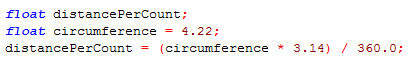 float distancePerCount;
float circumference = 4.22;
distancePerCount = (circumference * 3.14) / 360.0;